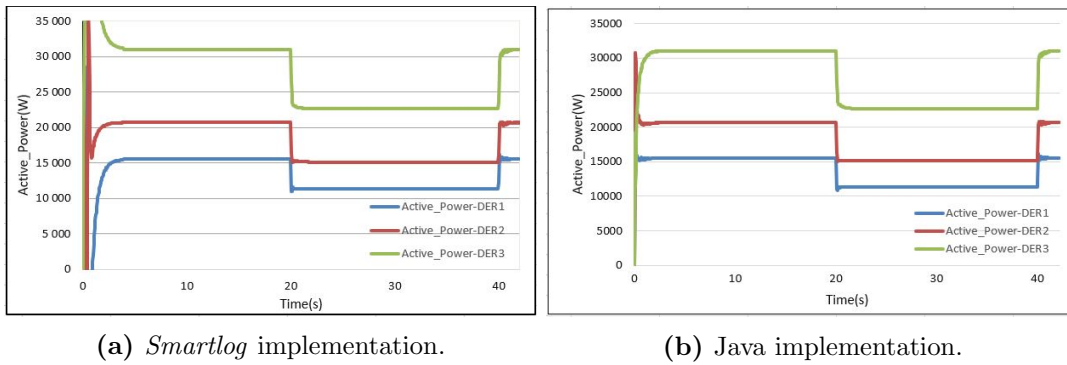 35 000
30 000
25 000
20 000
15 000
10 000
5 000
0
Active_Power(W)
Active_Power-DER1
Active_Power-DER2
Active_Power-DER3
0 10 20 30 40
Time(s)
(a) Smartlog implementation.
35000
30000
25000
20000
15000
10000
5000
0
Active_Power(W)
Active_Power-DER1
Active_Power-DER2
Active_Power-DER3
0 10 20 30 40
Time(s)
(b) Java implementation.